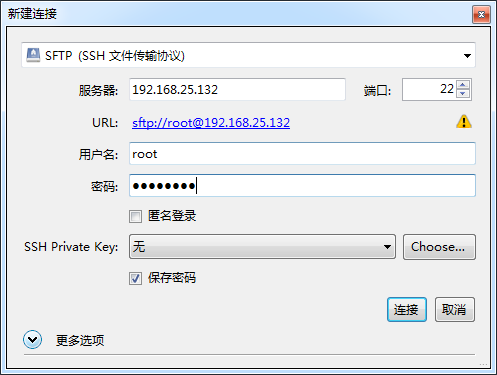 新建连接
SFTP (SSH 文件传输协议)
服务器: 192.168.25.132 端口: 22
URL: sftp://root@192.168.25.132
用户名: root
密码: ●●●●●●●●
匿名登录
SSH Private Key: 无 Choose...
保存密码
连接 取消
更多选项